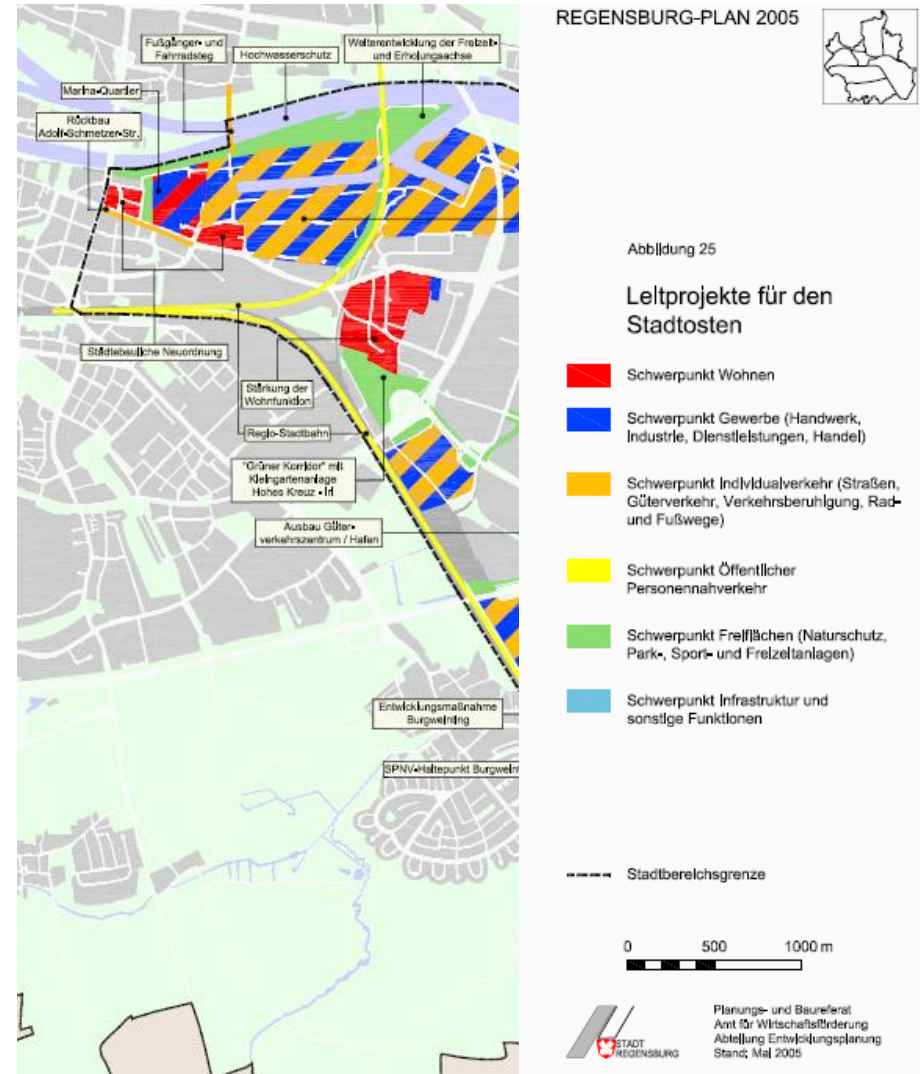 REGENSBURG-PLAN 2005
Fußgänger- und
Fahrradsteg
Hochwasserschutz
Weiterentwicklung der Freizeit-
und Erholungsachse
Marina-Quartier
Rückbau
Adolf-Schmetzer-Str.
Städtebauliche Neuordnung
Stärkung der
Wohnfunktion
Regio-Stadtbahn
"Grüner Korridor" mit
Kleingartenanlage
Hohes Kreuz - Irl
Ausbau Güter-
verkehrszentrum / Hafen
Entwicklungsmaßnahme
Burgweinting
SPNV-Haltepunkt Burgweint
Abbildung 25
Leitprojekte für den
Stadtosten
Schwerpunkt Wohnen
Schwerpunkt Gewerbe (Handwerk,
Industrie, Dienstleistungen, Handel)
Schwerpunkt Individualverkehr (Straßen,
Güterverkehr, Verkehrsberuhigung, Rad-
und Fußwege)
Schwerpunkt Öffentlicher
Personennahverkehr
Schwerpunkt Freiflächen (Naturschutz,
Park-, Sport- und Freizeitanlagen)
Schwerpunkt Infrastruktur und
sonstige Funktionen
Stadtbereichsgrenze
0 500 1000 m
STADT
REGENSBURG
Planungs- und Baureferat
Amt für Wirtschaftsförderung
Abteilung Entwicklungsplanung
Stand: Mai 2005